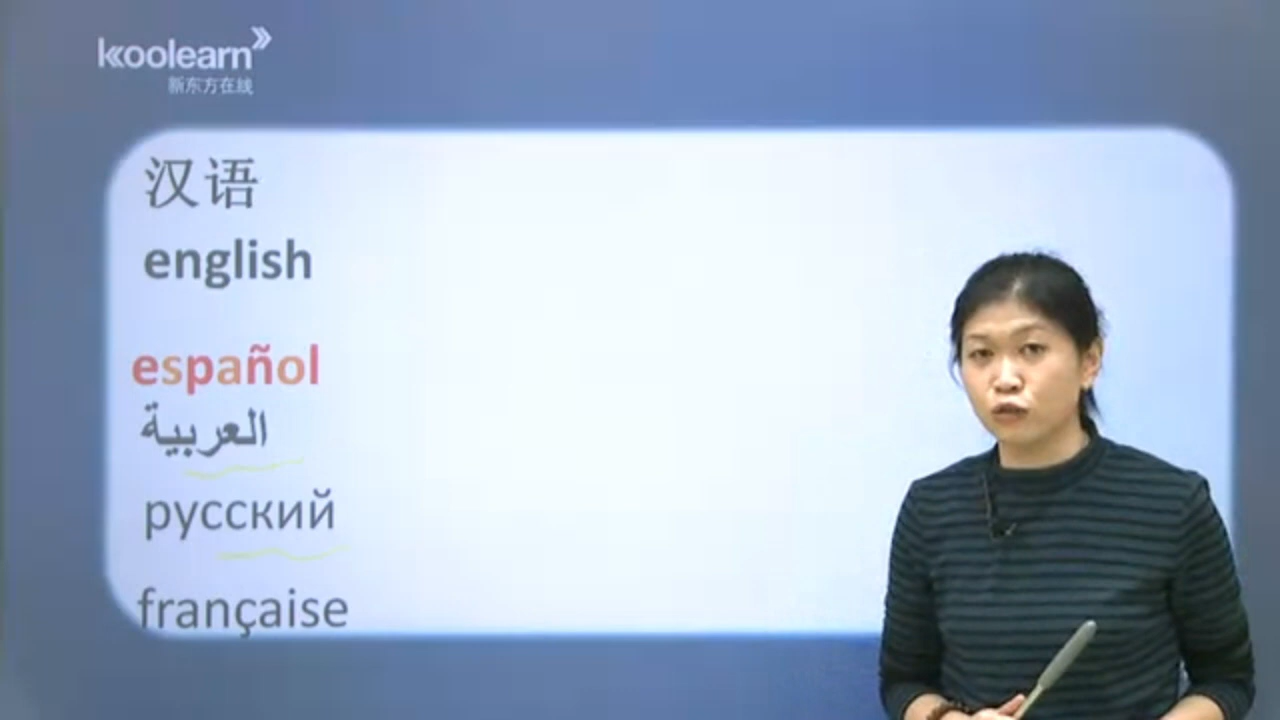 koolearn
新东方在线
汉语
english
español
العربية
русский
française